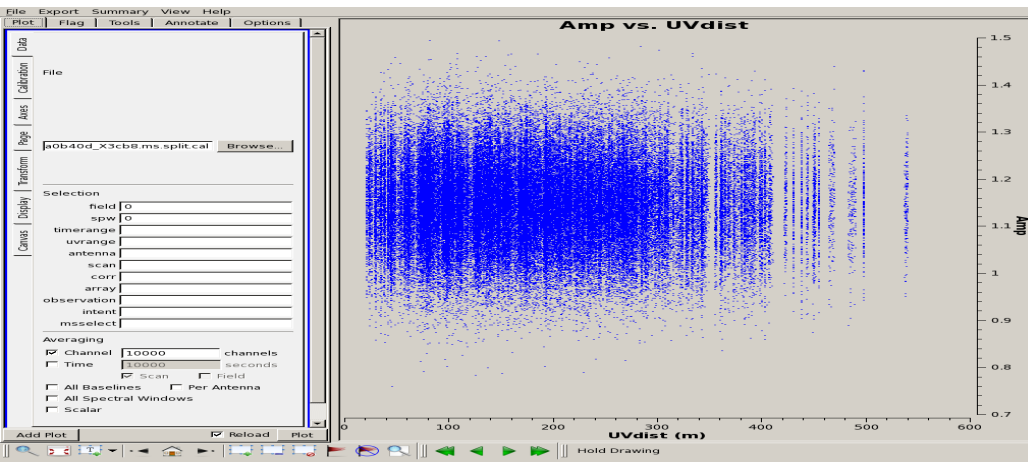 File Export Summary View Help
Plot Flag Tools Annotate Options
Data
Calibration
Axes
Page
Transform
Display
Canvas
File
a0b40d_X3cb8.ms.split.cal Browse...
Selection
field 0
spw 0
timerange
uvrange
antenna
scan
corr
array
observation
intent
msselect
Averaging
Channel 10000 channels
Time 10000 seconds
Scan Field
All Baselines Per Antenna
All Spectral Windows
Scalar
Add Plot Reload Plot
Amp vs. UVdist
1.5
1.4
1.3
1.2
1.1
1
0.9
0.8
0.7
Amp
0 100 200 300 400 500 600
UVdist (m)
Hold Drawing